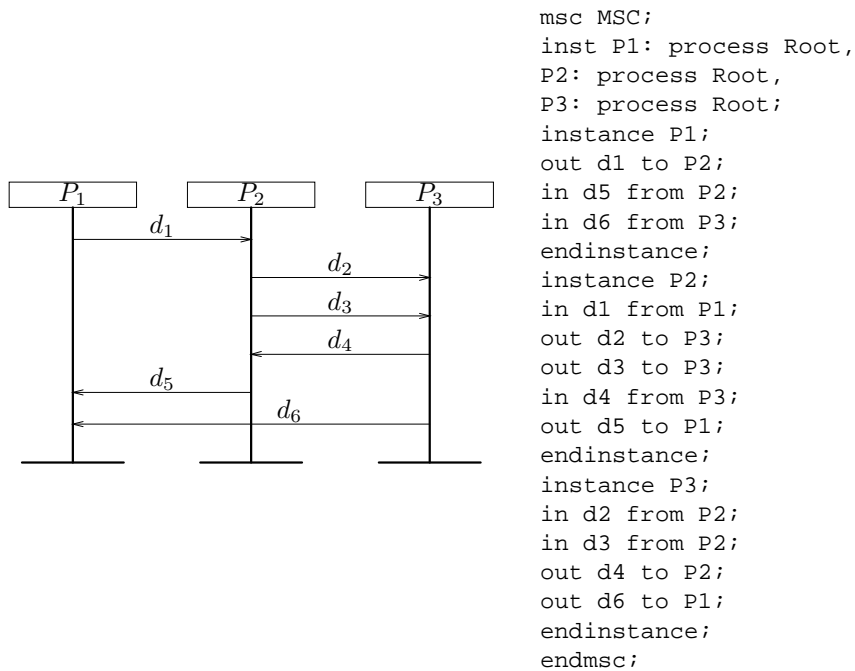 P1 P2 P3
d1
d2
d3
d4
d5
d6
msc MSC;
inst P1: process Root,
P2: process Root,
P3: process Root;
instance P1;
out d1 to P2;
in d5 from P2;
in d6 from P3;
endinstance;
instance P2;
in d1 from P1;
out d2 to P3;
out d3 to P3;
in d4 from P3;
out d5 to P1;
endinstance;
instance P3;
in d2 from P2;
in d3 from P2;
out d4 to P2;
out d6 to P1;
endinstance;
endmsc;